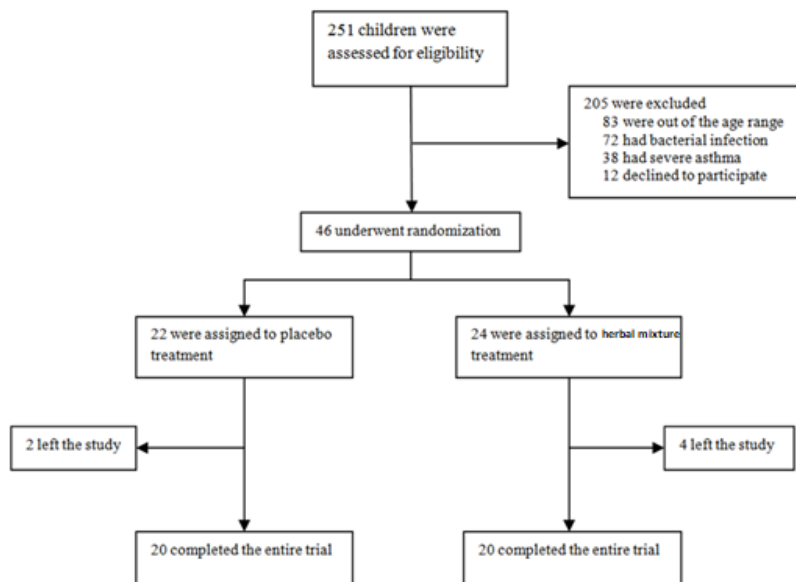 251 children were
assessed for eligibility
205 were excluded
83 were out of the age range
72 had bacterial infection
38 had severe asthma
12 declined to participate
46 underwent randomization
22 were assigned to placebo
treatment
24 were assigned to herbal mixture
treatment
2 left the study
4 left the study
20 completed the entire trial
20 completed the entire trial